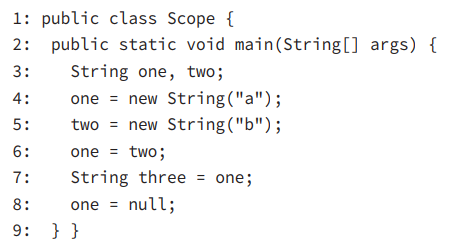 1: public class Scope {
2:  public static void main(String[] args) {
3:    String one, two;
4:    one = new String("a");
5:    two = new String("b");
6:    one = two;
7:    String three = one;
8:    one = null;
9:  } }